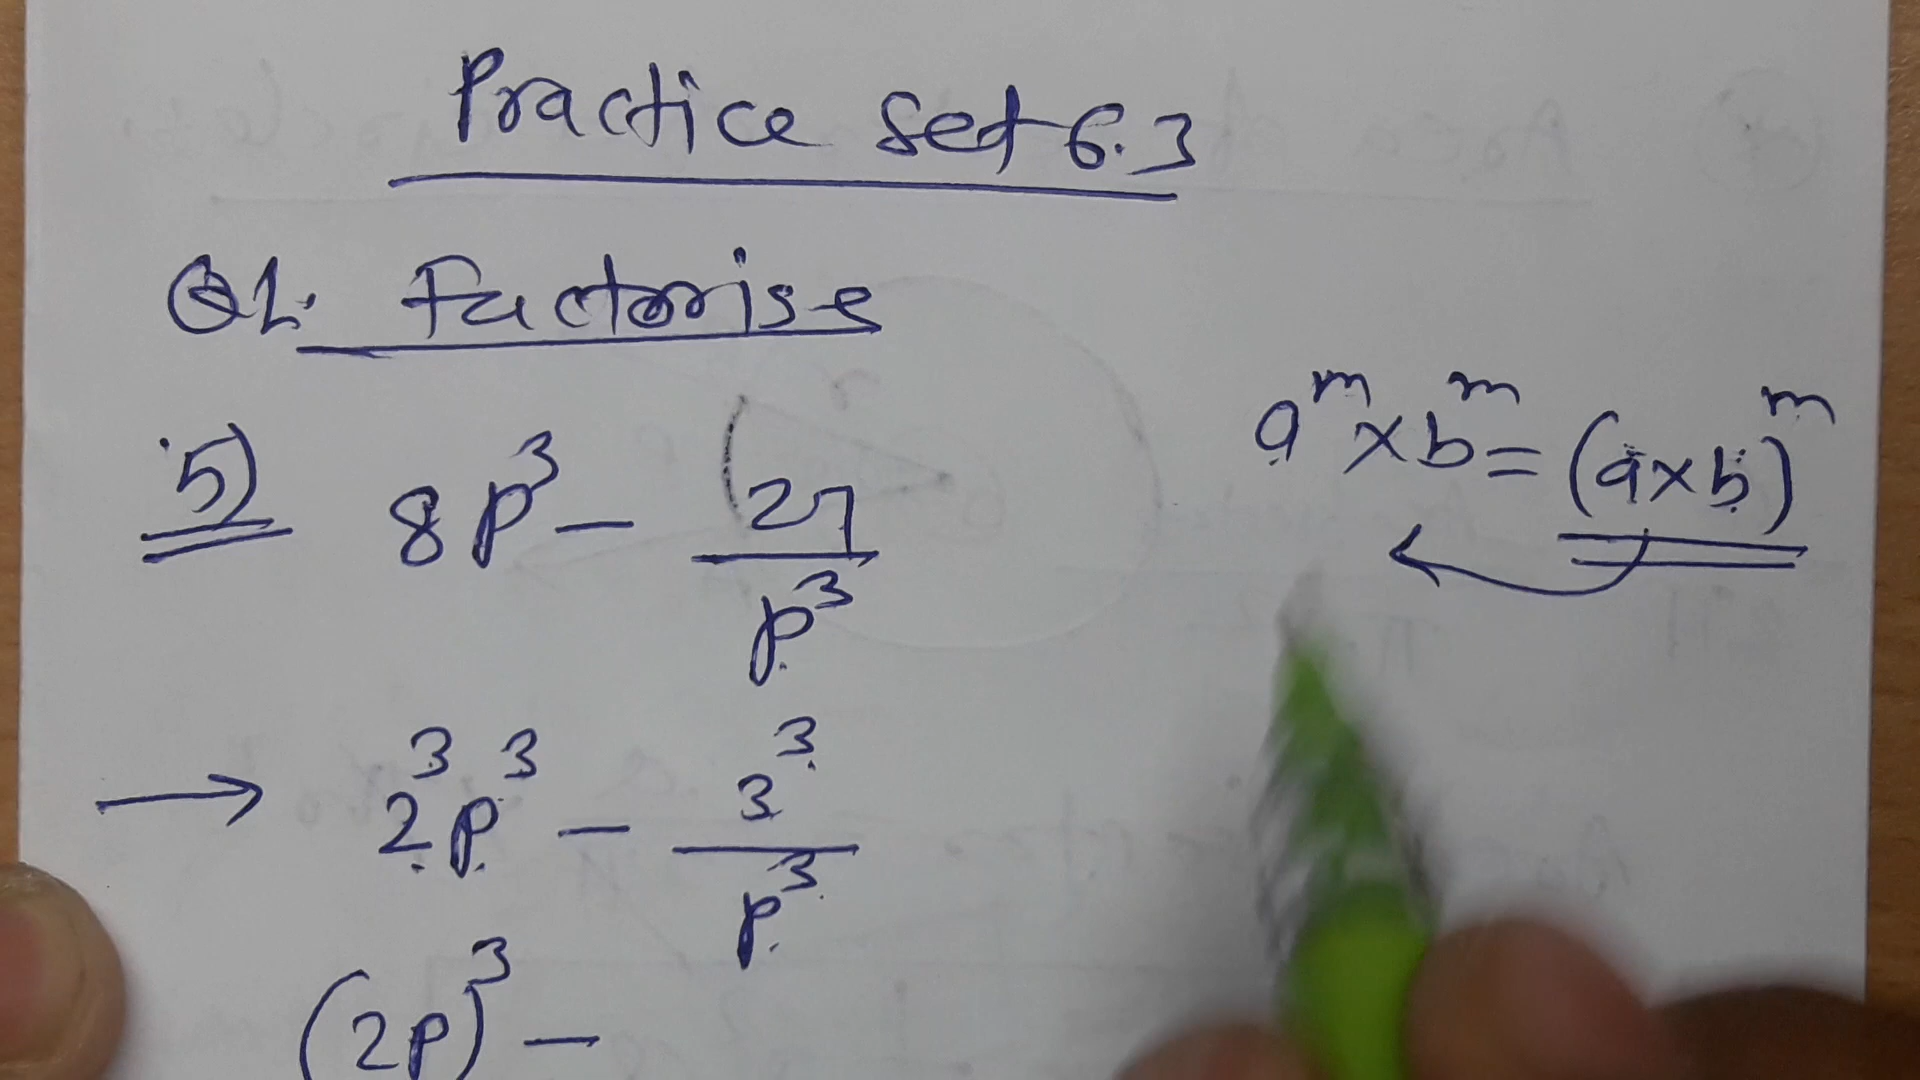 Practice Set 6.3
Q1. Factorise
5) 8p³ - 27/p³
aᵐ × bᵐ = (a×b)ᵐ
→ 2³p³ - 3³/p³
(2p)³ -